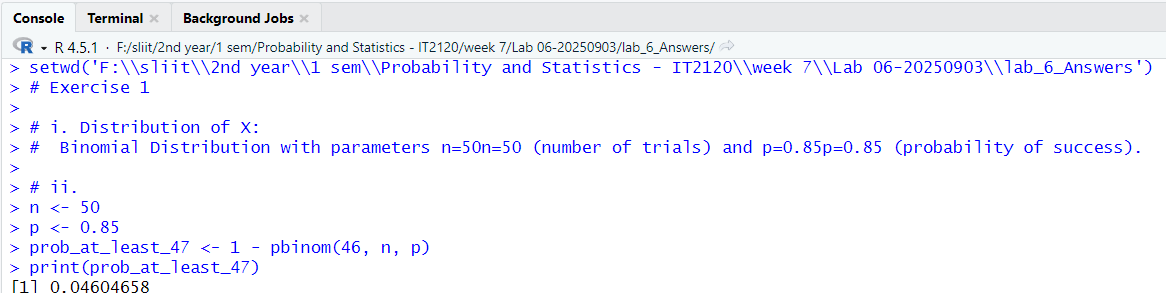 Console Terminal × Background Jobs ×
R R 4.5.1 · F:/sliit/2nd year/1 sem/Probability and Statistics - IT2120/week 7/Lab 06-20250903/lab_6_Answers/
> setwd('F:\\sliit\\2nd year\\1 sem\\Probability and Statistics - IT2120\\week 7\\Lab 06-20250903\\lab_6_Answers')
> # Exercise 1
>
> # i. Distribution of X:
> #  Binomial Distribution with parameters n=50n=50 (number of trials) and p=0.85p=0.85 (probability of success).
>
> # ii.
> n <- 50
> p <- 0.85
> prob_at_least_47 <- 1 - pbinom(46, n, p)
> print(prob_at_least_47)
[1] 0.04604658